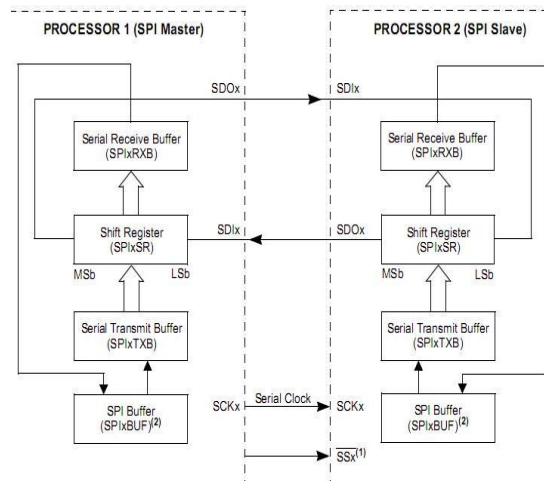 PROCESSOR 1 (SPI Master)
PROCESSOR 2 (SPI Slave)
SDOx
SDIx
Serial Receive Buffer
(SPIxRXB)
Serial Receive Buffer
(SPIxRXB)
Shift Register
(SPIxSR)
SDIx
SDOx
Shift Register
(SPIxSR)
MSb
LSb
MSb
LSb
Serial Transmit Buffer
(SPIxTXB)
Serial Transmit Buffer
(SPIxTXB)
SPI Buffer
(SPIxBUF)(2)
SCKx
Serial Clock
SCKx
SPI Buffer
(SPIxBUF)(2)
SSx(1)